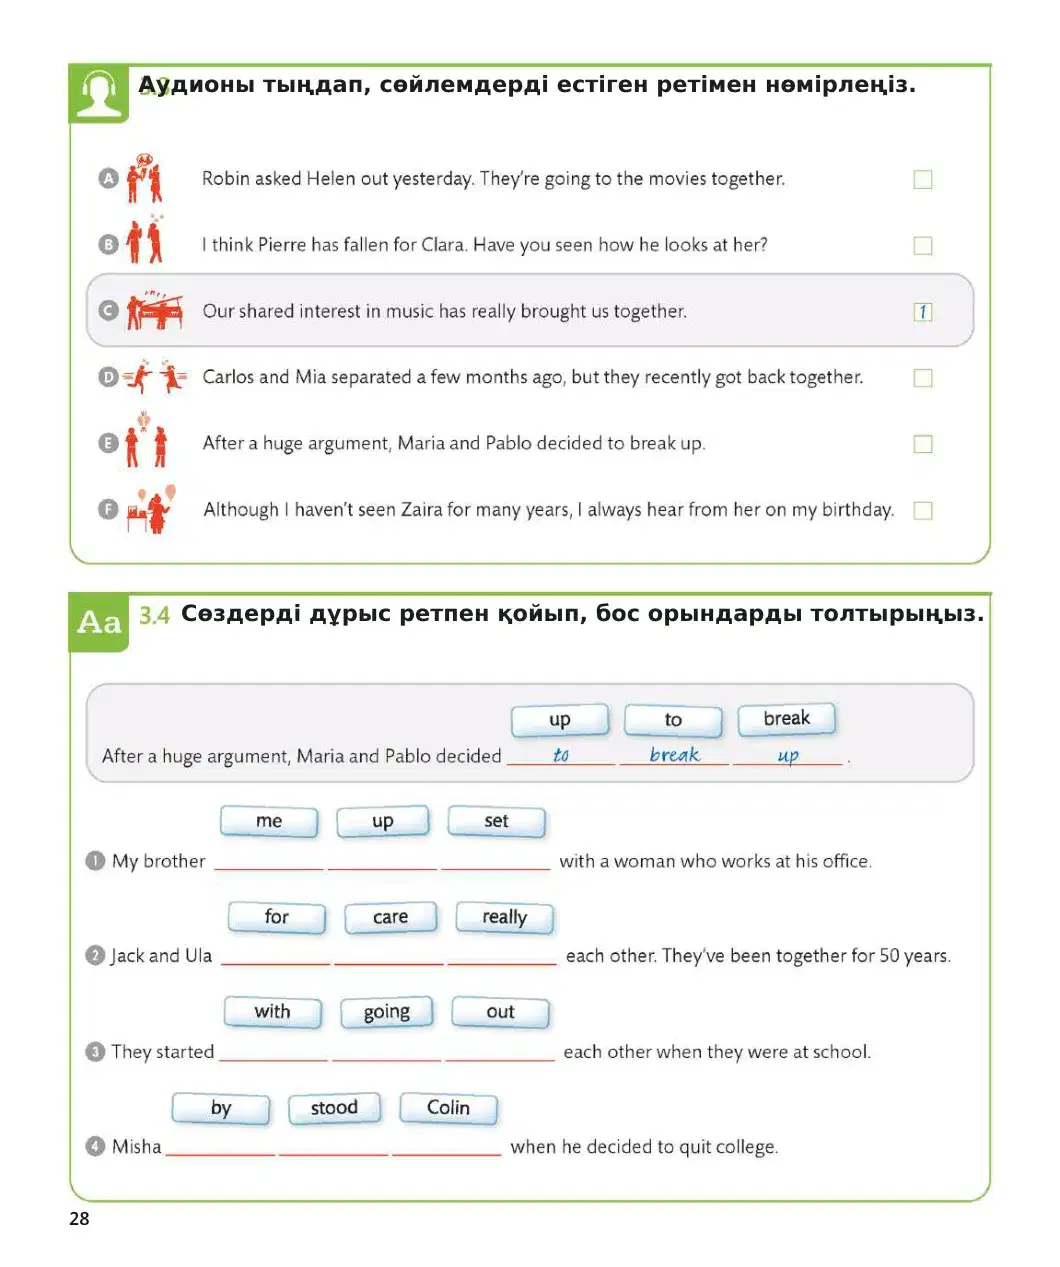 Аудионы тыңдап, сөйлемдерді естіген ретімен нөмірлеңіз.
A Robin asked Helen out yesterday. They're going to the movies together.
B I think Pierre has fallen for Clara. Have you seen how he looks at her?
C Our shared interest in music has really brought us together. 1
D Carlos and Mia separated a few months ago, but they recently got back together.
E After a huge argument, Maria and Pablo decided to break up.
F Although I haven't seen Zaira for many years, I always hear from her on my birthday.
Aa 3.4 Сөздерді дұрыс ретпен қойып, бос орындарды толтырыңыз.
up to break
After a huge argument, Maria and Pablo decided to break up .
me up set
1 My brother with a woman who works at his office.
for care really
2 Jack and Ula each other. They've been together for 50 years.
with going out
3 They started each other when they were at school.
by stood Colin
4 Misha when he decided to quit college.
28